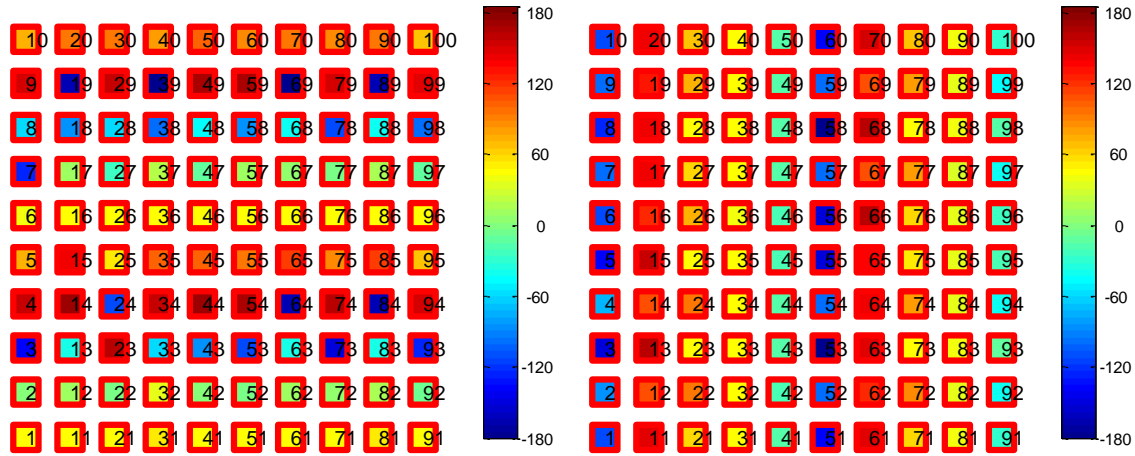 10 20 30 40 50 60 70 80 90 100 180 10 20 30 40 50 60 70 80 90 100 180
9 19 29 39 49 59 69 79 89 99 120 9 19 29 39 49 59 69 79 89 99 120
8 18 28 38 48 58 68 78 88 98 8 18 28 38 48 58 68 78 88 98
7 17 27 37 47 57 67 77 87 97 60 7 17 27 37 47 57 67 77 87 97 60
6 16 26 36 46 56 66 76 86 96 0 6 16 26 36 46 56 66 76 86 96 0
5 15 25 35 45 55 65 75 85 95 5 15 25 35 45 55 65 75 85 95
4 14 24 34 44 54 64 74 84 94 -60 4 14 24 34 44 54 64 74 84 94 -60
3 13 23 33 43 53 63 73 83 93 -120 3 13 23 33 43 53 63 73 83 93 -120
2 12 22 32 42 52 62 72 82 92 2 12 22 32 42 52 62 72 82 92
1 11 21 31 41 51 61 71 81 91 -180 1 11 21 31 41 51 61 71 81 91 -180